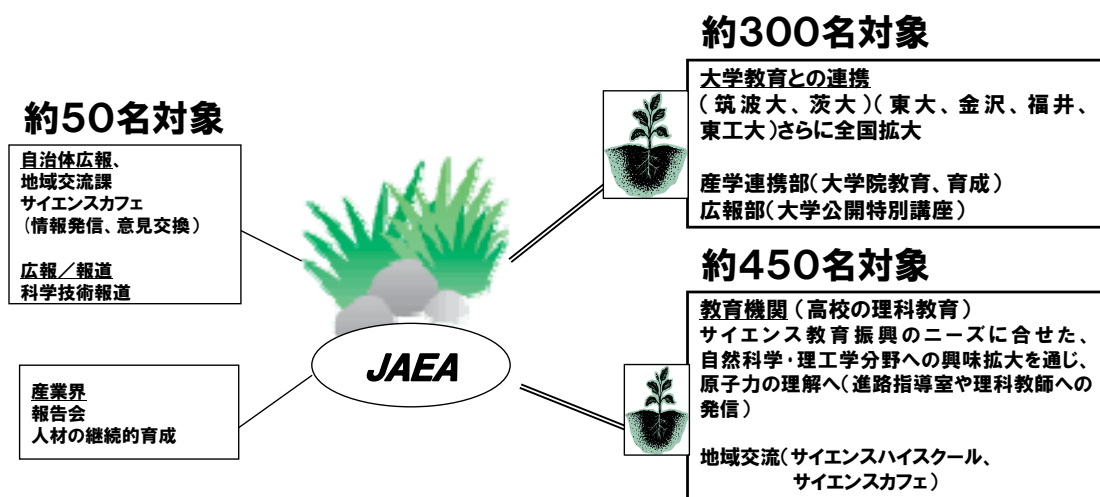 約50名対象
自治体広報、
地域交流課
サイエンスカフェ
(情報発信、意見交換)
広報/報道
科学技術報道
産業界
報告会
人材の継続的育成
JAEA
約300名対象
大学教育との連携
(筑波大、茨大)(東大、金沢、福井、
東工大)さらに全国拡大
産学連携部(大学院教育、育成)
広報部(大学公開特別講座)
約450名対象
教育機関(高校の理科教育)
サイエンス教育振興のニーズに合せた、
自然科学・理工学分野への興味拡大を通じ、
原子力の理解へ(進路指導室や理科教師への
発信)
地域交流(サイエンスハイスクール、
サイエンスカフェ)